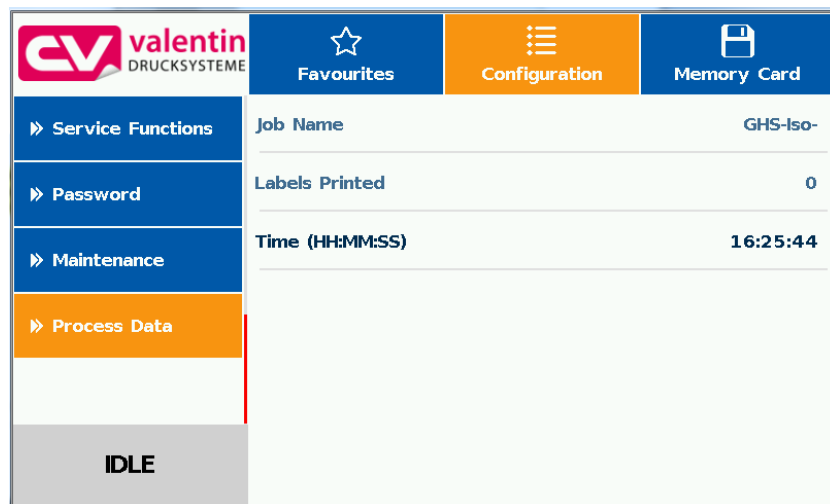 valentin
DRUCKSYSTEME
Favourites
Configuration
Memory Card
Service Functions
Job Name GHS-Iso-
Password
Labels Printed 0
Time (HH:MM:SS) 16:25:44
Maintenance
Process Data
IDLE